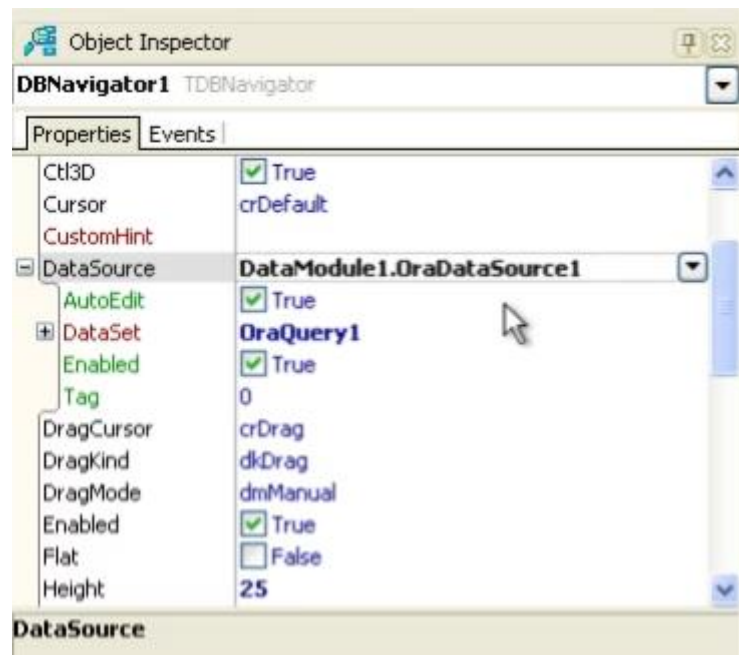 Object Inspector
DBNavigator1 TDBNavigator
Properties Events
Ctl3D True
Cursor crDefault
CustomHint
DataSource DataModule1.OraDataSource1
AutoEdit True
DataSet OraQuery1
Enabled True
Tag 0
DragCursor crDrag
DragKind dkDrag
DragMode dmManual
Enabled True
Flat False
Height 25
DataSource